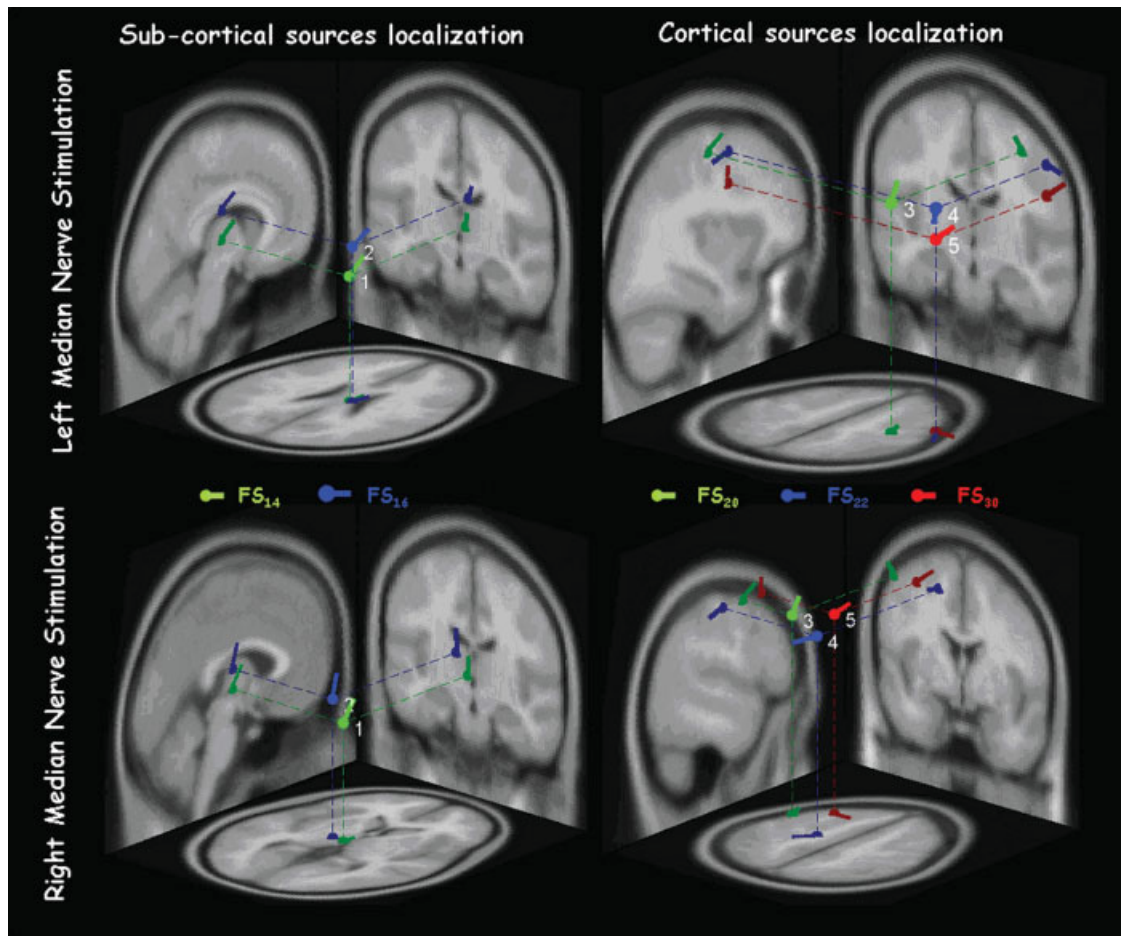 Sub-cortical sources localization
Cortical sources localization
Left Median Nerve Stimulation
2
1
3
4
5
FS14
FS16
FS20
FS22
FS30
Right Median Nerve Stimulation
2
1
3
5
4